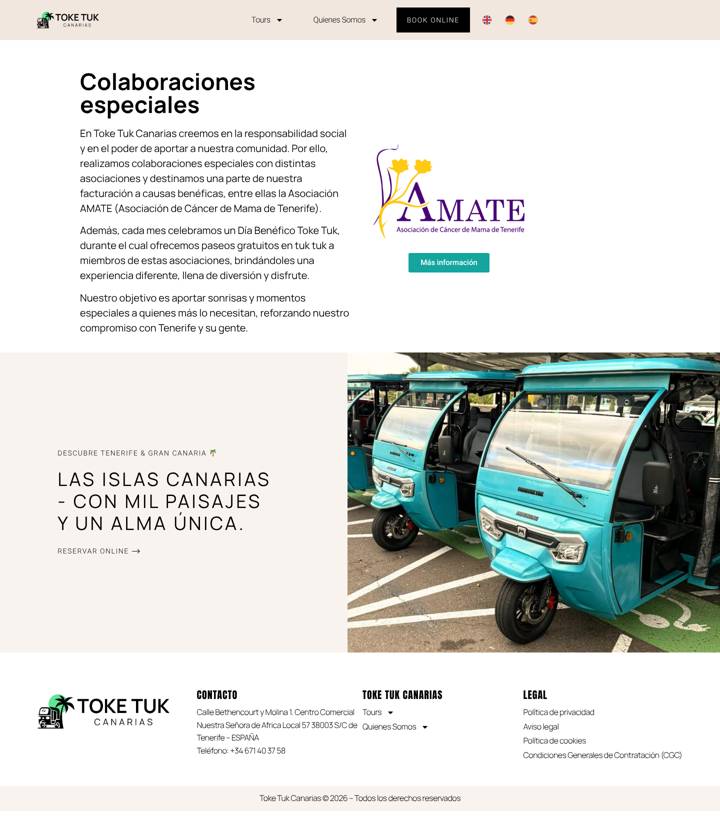 TOKE TUK
CANARIAS
Tours
Quienes Somos
BOOK ONLINE
Colaboraciones
especiales
En Toke Tuk Canarias creemos en la responsabilidad social
y en el poder de aportar a nuestra comunidad. Por ello,
realizamos colaboraciones especiales con distintas
asociaciones y destinamos una parte de nuestra
facturación a causas benéficas, entre ellas la Asociación
AMATE (Asociación de Cáncer de Mama de Tenerife).
Además, cada mes celebramos un Día Benéfico Toke Tuk,
durante el cual ofrecemos paseos gratuitos en tuk tuk a
miembros de estas asociaciones, brindándoles una
experiencia diferente, llena de diversión y disfrute.
Nuestro objetivo es aportar sonrisas y momentos
especiales a quienes más lo necesitan, reforzando nuestro
compromiso con Tenerife y su gente.
AMATE
Asociación de Cáncer de Mama de Tenerife
Más información
DESCUBRE TENERIFE & GRAN CANARIA 🌴
LAS ISLAS CANARIAS
- CON MIL PAISAJES
Y UN ALMA ÚNICA.
RESERVAR ONLINE →
TOKE TUK
CANARIAS
CONTACTO
Calle Bethencourt y Molina 1. Centro Comercial
Nuestra Señora de Africa Local 57 38003 S/C de
Tenerife – ESPAÑA
Teléfono: +34 671 40 37 58
TOKE TUK CANARIAS
Tours
Quienes Somos
LEGAL
Política de privacidad
Aviso legal
Política de cookies
Condiciones Generales de Contratación (CGC)
Toke Tuk Canarias © 2026 – Todos los derechos reservados